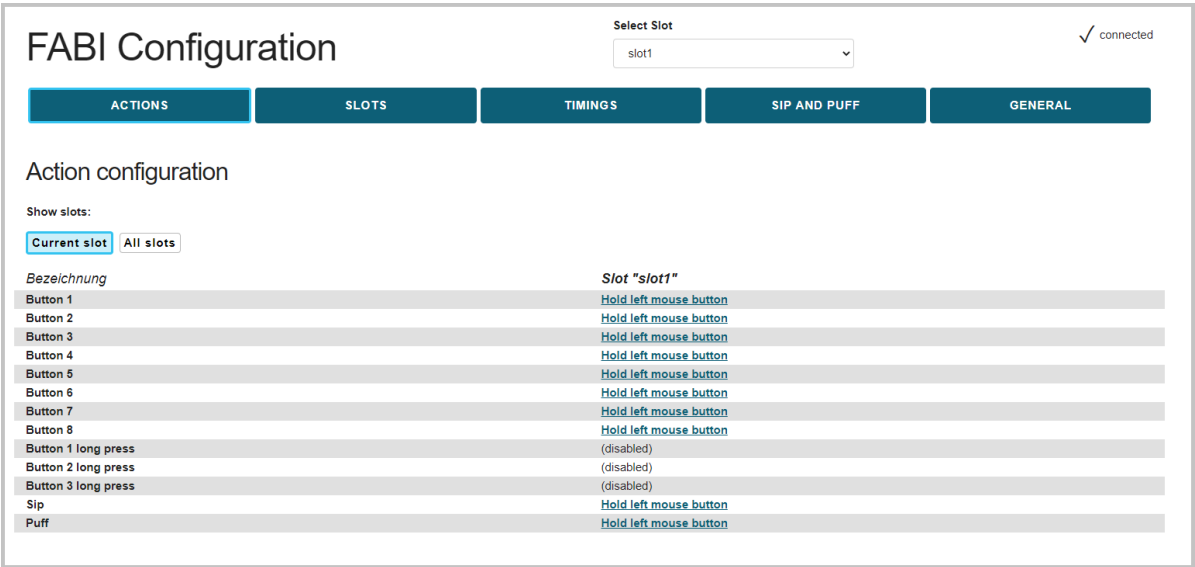 FABI Configuration
Select Slot
slot1
connected
ACTIONS SLOTS TIMINGS SIP AND PUFF GENERAL
Action configuration
Show slots:
Current slot All slots
Bezeichnung Slot "slot1"
Button 1 Hold left mouse button
Button 2 Hold left mouse button
Button 3 Hold left mouse button
Button 4 Hold left mouse button
Button 5 Hold left mouse button
Button 6 Hold left mouse button
Button 7 Hold left mouse button
Button 8 Hold left mouse button
Button 1 long press (disabled)
Button 2 long press (disabled)
Button 3 long press (disabled)
Sip Hold left mouse button
Puff Hold left mouse button